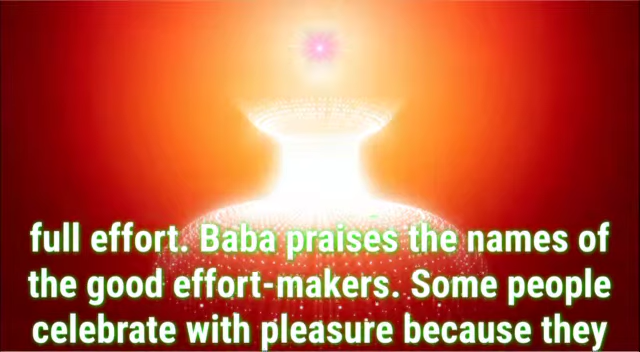 full effort. Baba praises the names of
the good effort-makers. Some people
celebrate with pleasure because they